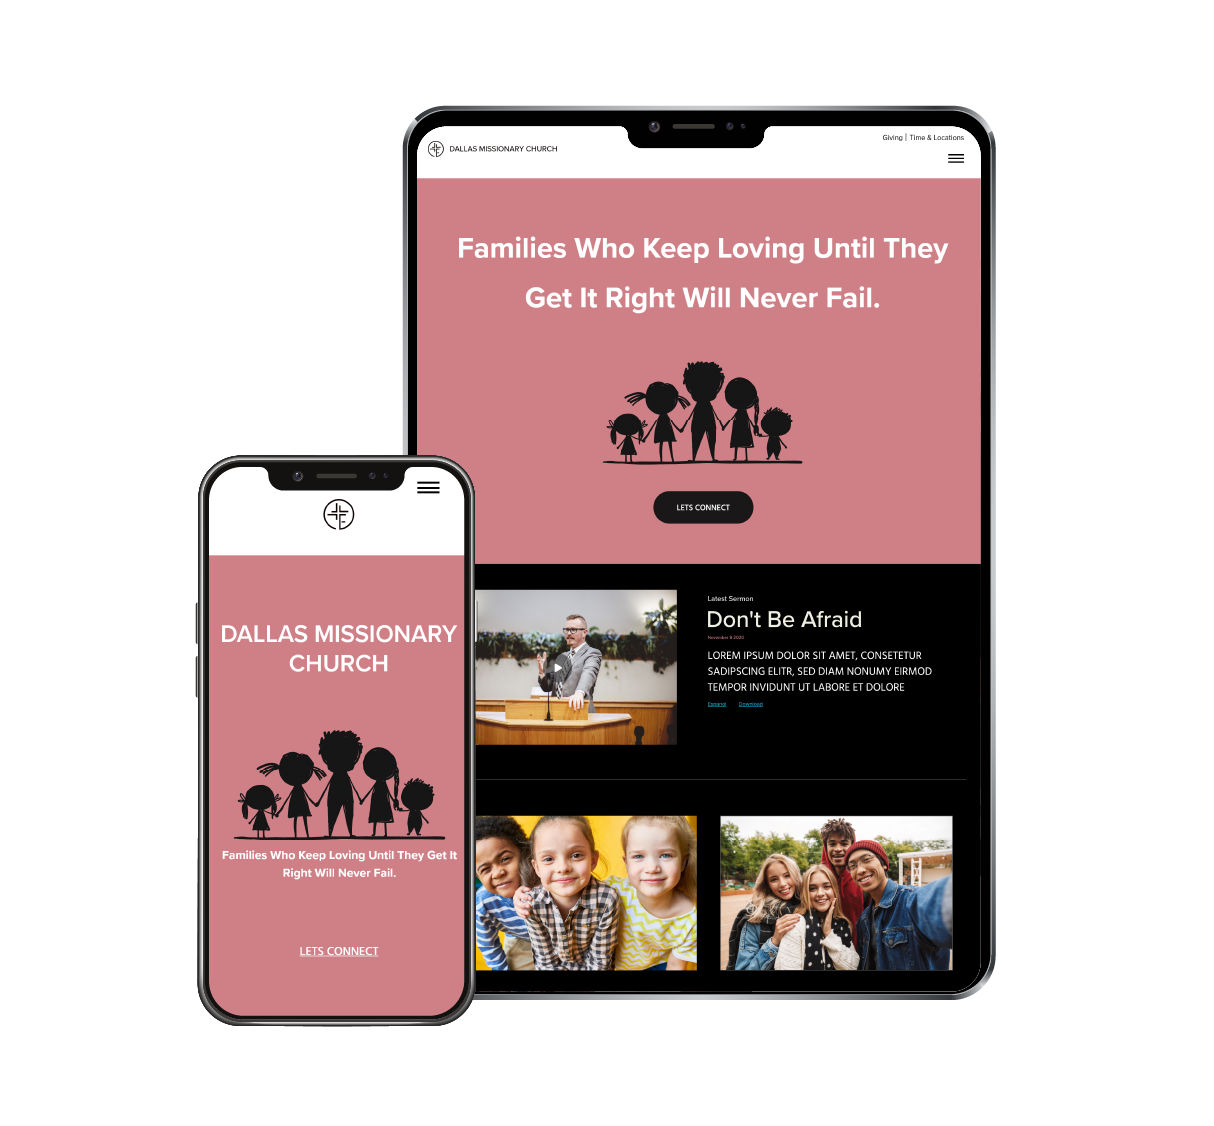 Giving | Time & Locations
DALLAS MISSIONARY CHURCH
Families Who Keep Loving Until They
Get It Right Will Never Fail.
LETS CONNECT
Latest Sermon
Don't Be Afraid
November 8 2020
LOREM IPSUM DOLOR SIT AMET, CONSETETUR
SADIPSCING ELITR, SED DIAM NONUMY EIRMOD
TEMPOR INVIDUNT UT LABORE ET DOLORE
Download
DALLAS MISSIONARY
CHURCH
Families Who Keep Loving Until They Get It
Right Will Never Fail.
LETS CONNECT